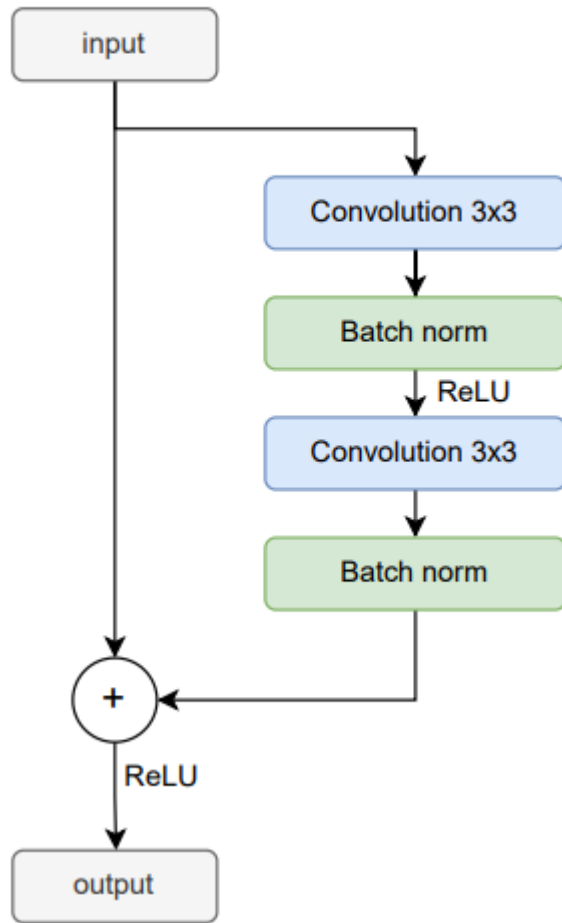 input
Convolution 3x3
Batch norm
ReLU
Convolution 3x3
Batch norm
+
ReLU
output